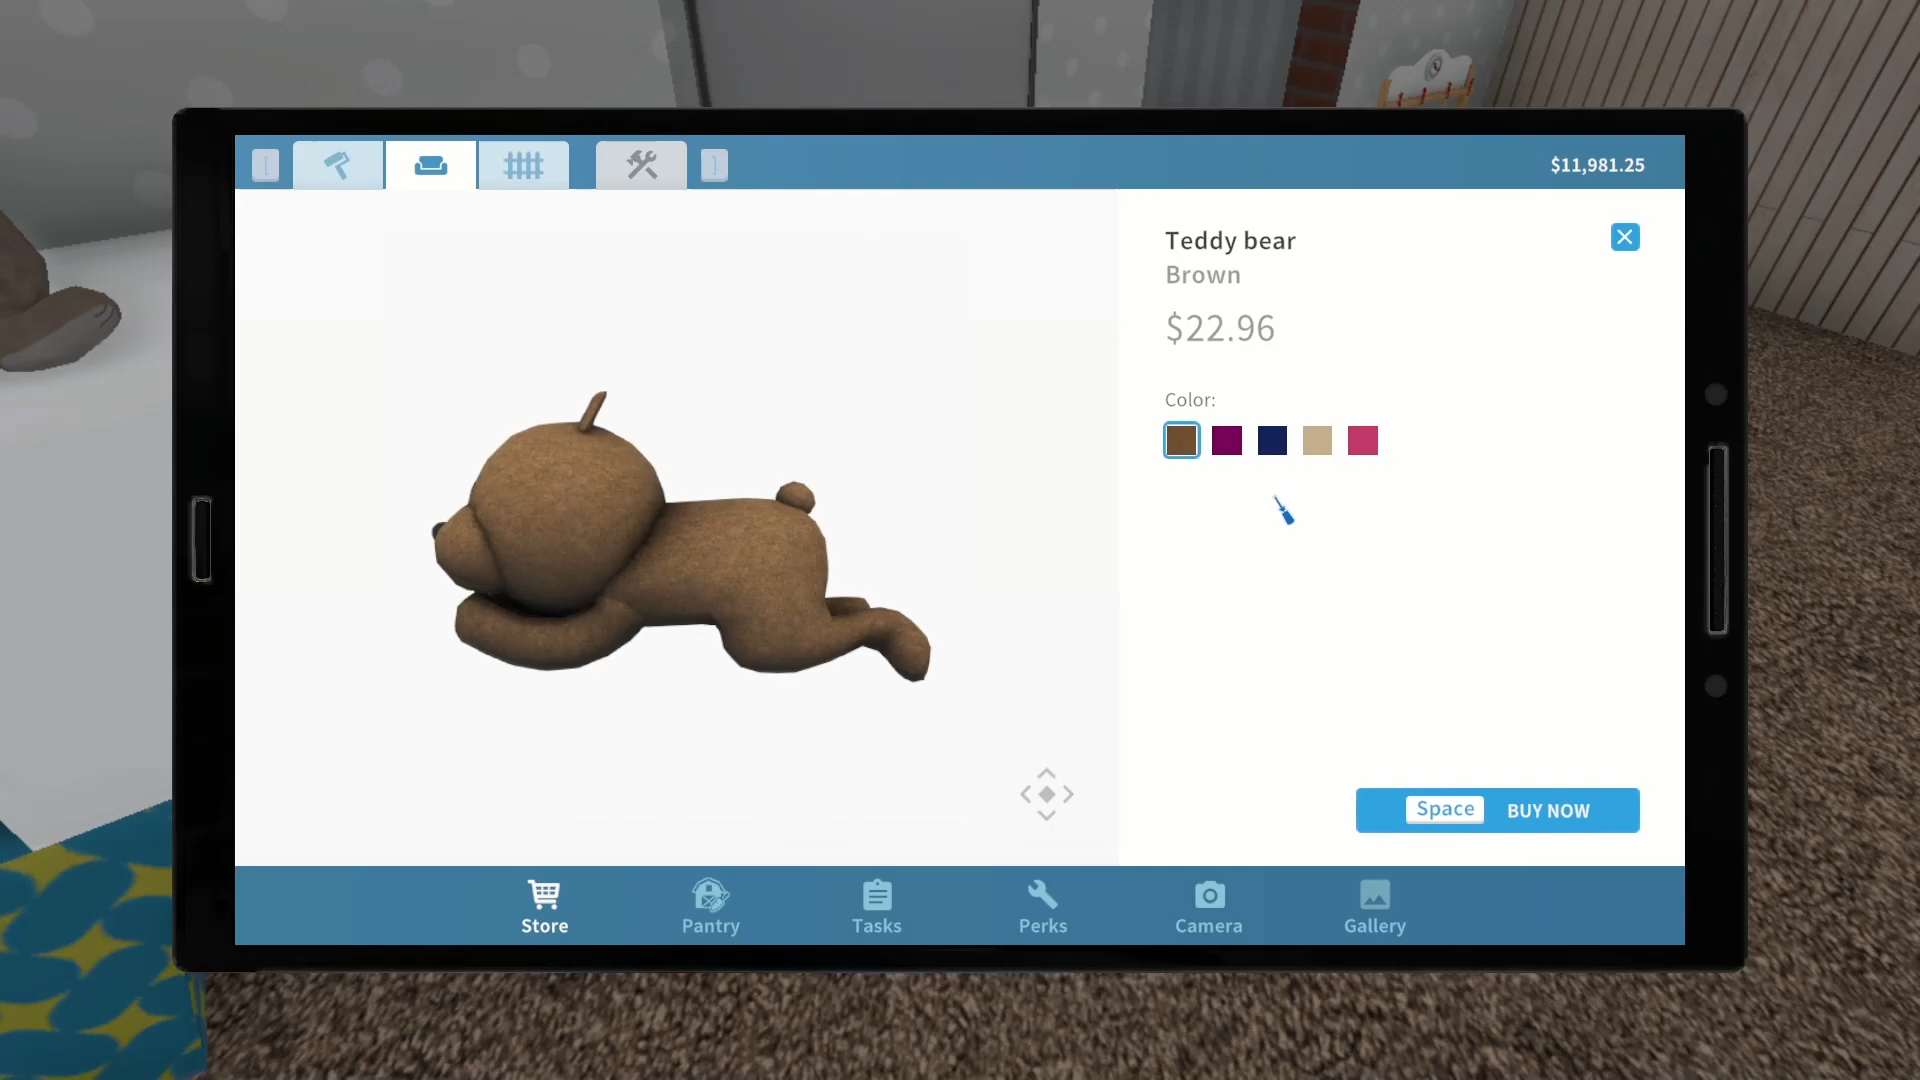 [
]
$11,981.25
Teddy bear
Brown
$22.96
Color:
Space BUY NOW
Store Pantry Tasks Perks Camera Gallery